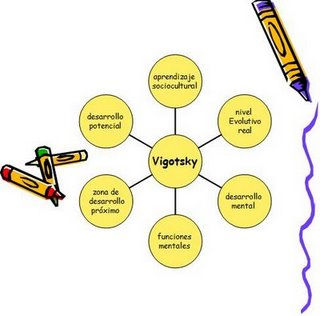 aprendizaje
sociocultural
desarrollo
potencial
nivel
Evolutivo
real
Vigotsky
zona de
desarrollo
próximo
desarrollo
mental
funciones
mentales